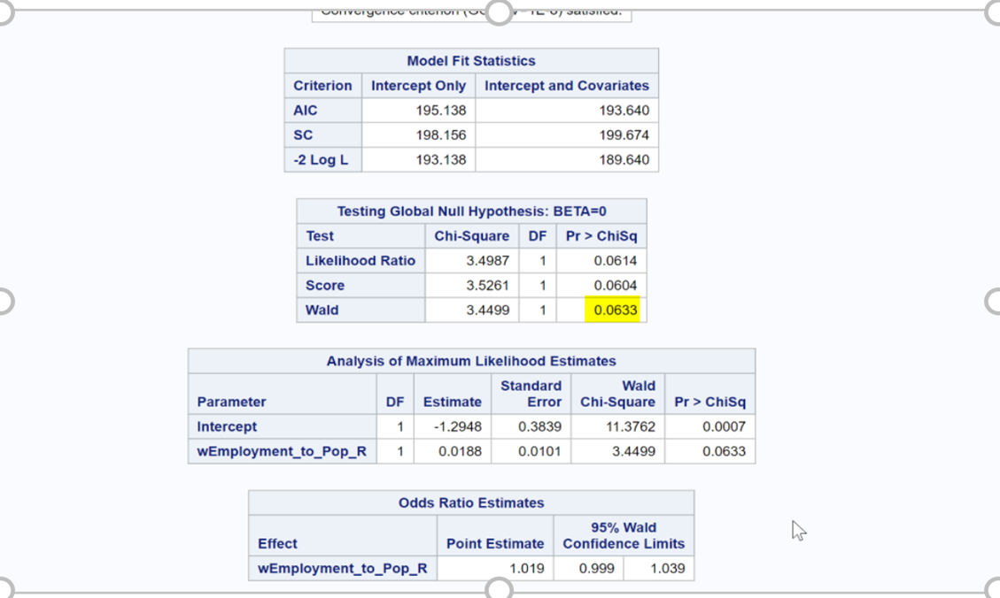 Convergence criterion (GC
Model Fit Statistics
Criterion Intercept Only Intercept and Covariates
AIC 195.138 193.640
SC 198.156 199.674
-2 Log L 193.138 189.640
Testing Global Null Hypothesis: BETA=0
Test Chi-Square DF Pr > ChiSq
Likelihood Ratio 3.4987 1 0.0614
Score 3.5261 1 0.0604
Wald 3.4499 1 0.0633
Analysis of Maximum Likelihood Estimates
Standard Wald
Parameter DF Estimate Error Chi-Square Pr > ChiSq
Intercept 1 -1.2948 0.3839 11.3762 0.0007
wEmployment_to_Pop_R 1 0.0188 0.0101 3.4499 0.0633
Odds Ratio Estimates
95% Wald
Effect Point Estimate Confidence Limits
wEmployment_to_Pop_R 1.019 0.999 1.039